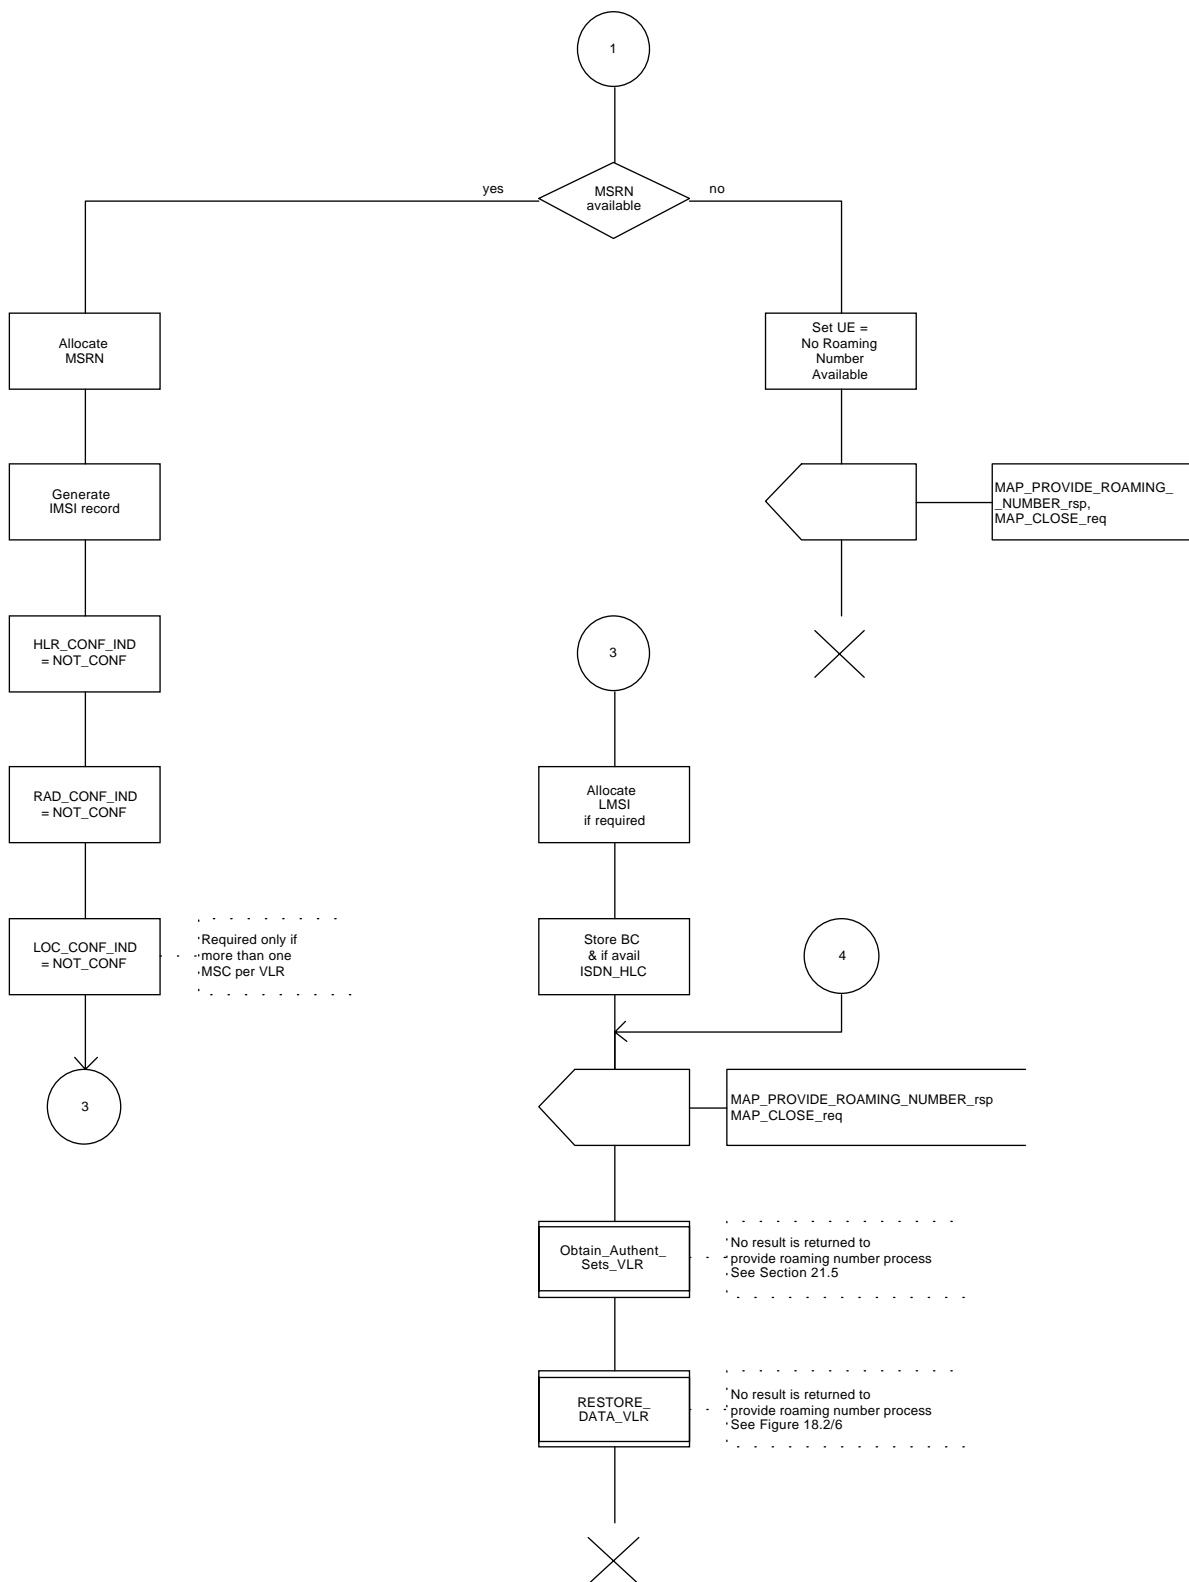 1
yes
MSRN
available
no
Allocate
MSRN
Set UE =
No Roaming
Number
Available
Generate
IMSI record
MAP_PROVIDE_ROAMING_
_NUMBER_rsp,
MAP_CLOSE_req
HLR_CONF_IND
= NOT_CONF
3
RAD_CONF_IND
= NOT_CONF
Allocate
LMSI
if required
LOC_CONF_IND
= NOT_CONF
Required only if
more than one
MSC per VLR
Store BC
& if avail
ISDN_HLC
4
3
MAP_PROVIDE_ROAMING_NUMBER_rsp
MAP_CLOSE_req
Obtain_Authent_
Sets_VLR
No result is returned to
provide roaming number process
See Section 21.5
RESTORE_
DATA_VLR
No result is returned to
provide roaming number process
See Figure 18.2/6